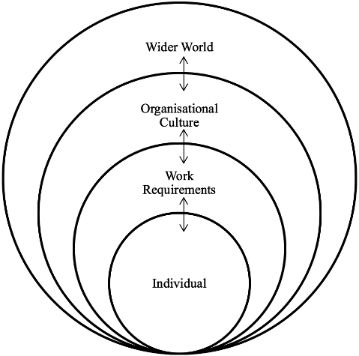 Wider World
Organisational
Culture
Work
Requirements
Individual